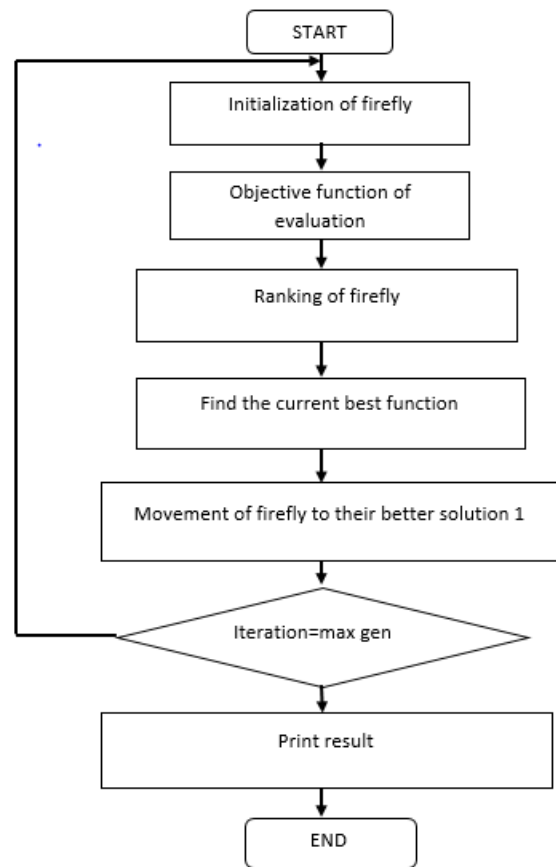 START
Initialization of firefly
Objective function of
evaluation
Ranking of firefly
Find the current best function
Movement of firefly to their better solution 1
Iteration=max gen
Print result
END